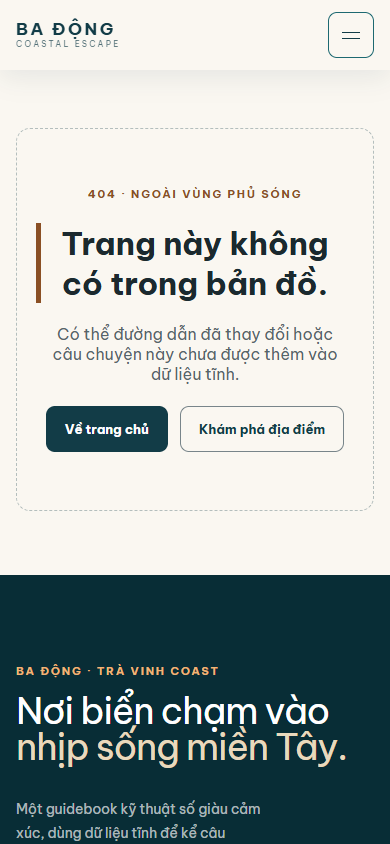 BA ĐỘNG
COASTAL ESCAPE
404 · NGOÀI VÙNG PHỦ SÓNG
Trang này không
có trong bản đồ.
Có thể đường dẫn đã thay đổi hoặc
câu chuyện này chưa được thêm vào
dữ liệu tĩnh.
Về trang chủ
Khám phá địa điểm
BA ĐỘNG · TRÀ VINH COAST
Nơi biển chạm vào
nhịp sống miền Tây.
Một guidebook kỹ thuật số giàu cảm
xúc, dùng dữ liệu tĩnh để kể câu